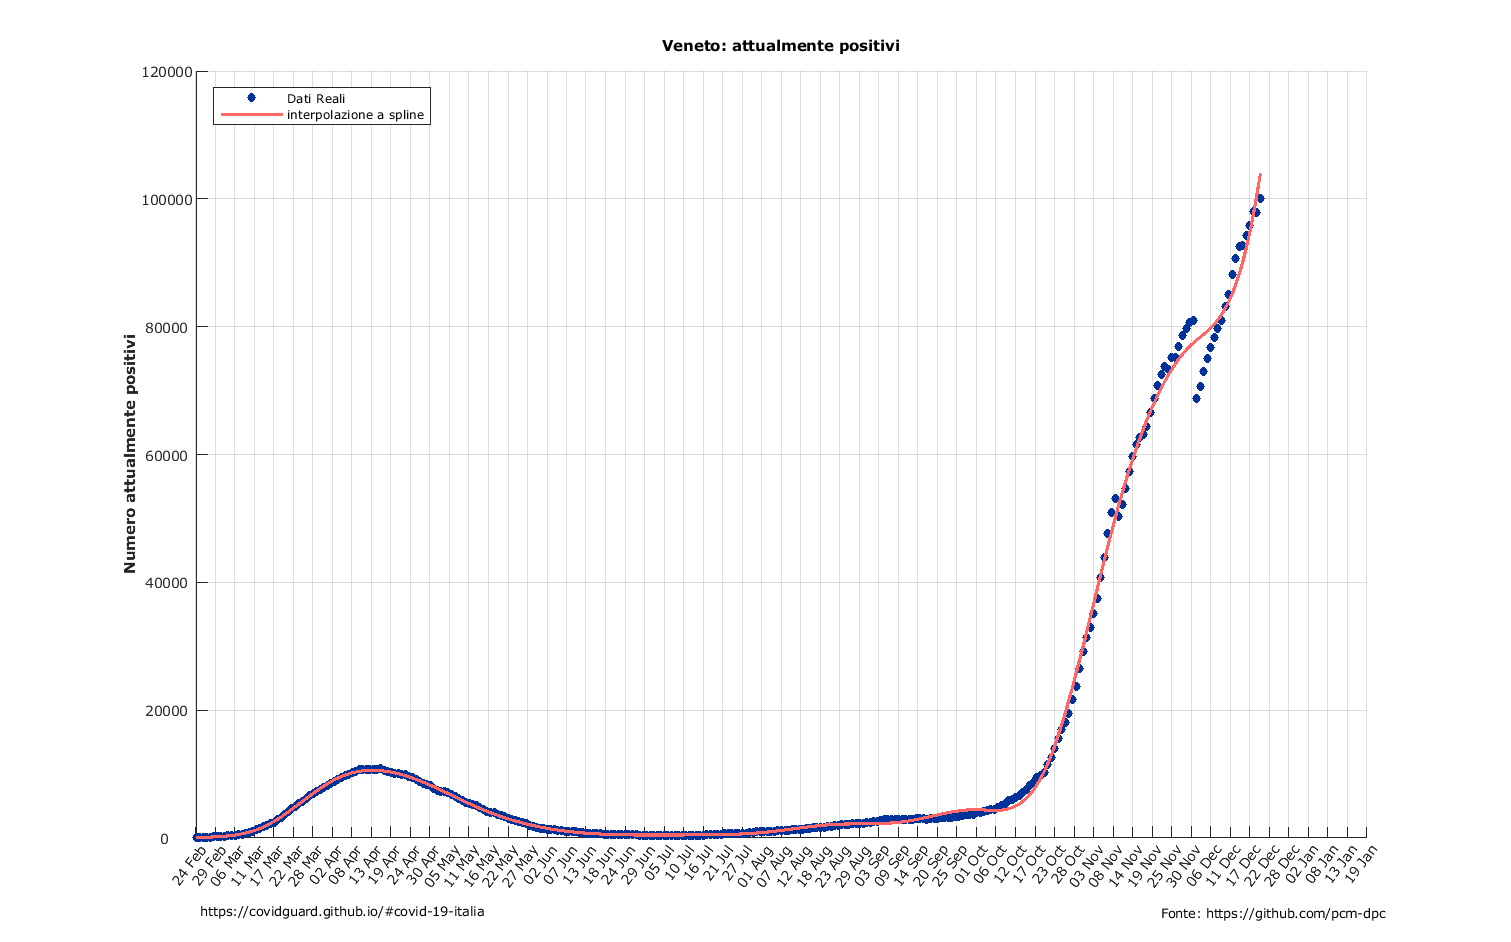 Veneto: attualmente positivi
120000
100000
80000
60000
40000
20000
0
Numero attualmente positivi
Dati Reali
interpolazione a spline
24 Feb
29 Feb
06 Mar
11 Mar
17 Mar
22 Mar
28 Mar
02 Apr
08 Apr
13 Apr
19 Apr
24 Apr
30 Apr
05 May
11 May
16 May
22 May
27 May
02 Jun
07 Jun
13 Jun
18 Jun
24 Jun
29 Jun
05 Jul
10 Jul
16 Jul
21 Jul
27 Jul
01 Aug
07 Aug
12 Aug
18 Aug
23 Aug
29 Aug
03 Sep
09 Sep
14 Sep
20 Sep
25 Sep
01 Oct
06 Oct
12 Oct
17 Oct
23 Oct
28 Oct
03 Nov
08 Nov
14 Nov
19 Nov
25 Nov
30 Nov
06 Dec
11 Dec
17 Dec
22 Dec
28 Dec
02 Jan
08 Jan
13 Jan
19 Jan
https://covidguard.github.io/#covid-19-italia
Fonte: https://github.com/pcm-dpc